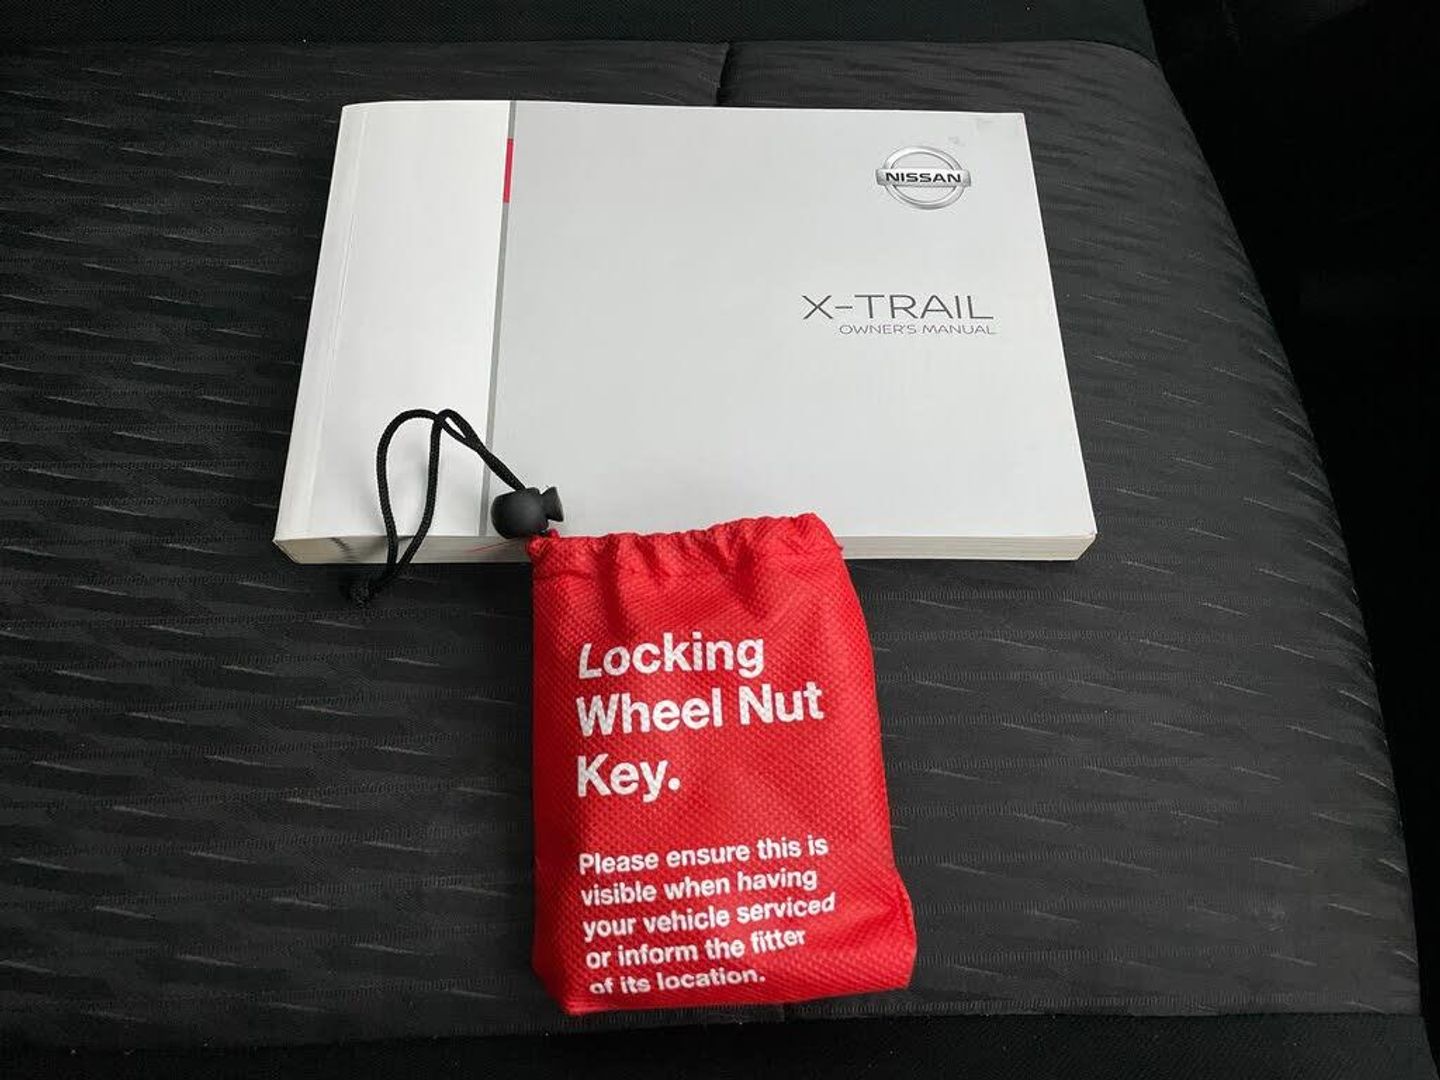 NISSAN
X-TRAIL
OWNER'S MANUAL
Locking
Wheel Nut
Key.
Please ensure this is
visible when having
your vehicle serviced
or inform the fitter
of its location.